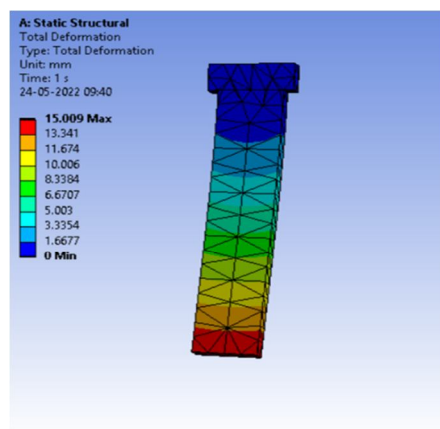 A: Static Structural
Total Deformation
Type: Total Deformation
Unit: mm
Time: 1 s
24-05-2022 09:40
15.009 Max
13.341
11.674
10.006
8.3384
6.6707
5.003
3.3354
1.6677
0 Min